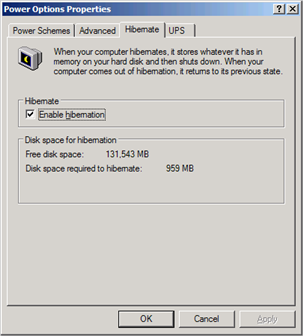 Power Options Properties
Power Schemes Advanced Hibernate UPS
When your computer hibernates, it stores whatever it has in
memory on your hard disk and then shuts down. When your
computer comes out of hibernation, it returns to its previous state.
Hibernate
Enable hibernation
Disk space for hibernation
Free disk space: 131,543 MB
Disk space required to hibernate: 959 MB
OK Cancel Apply